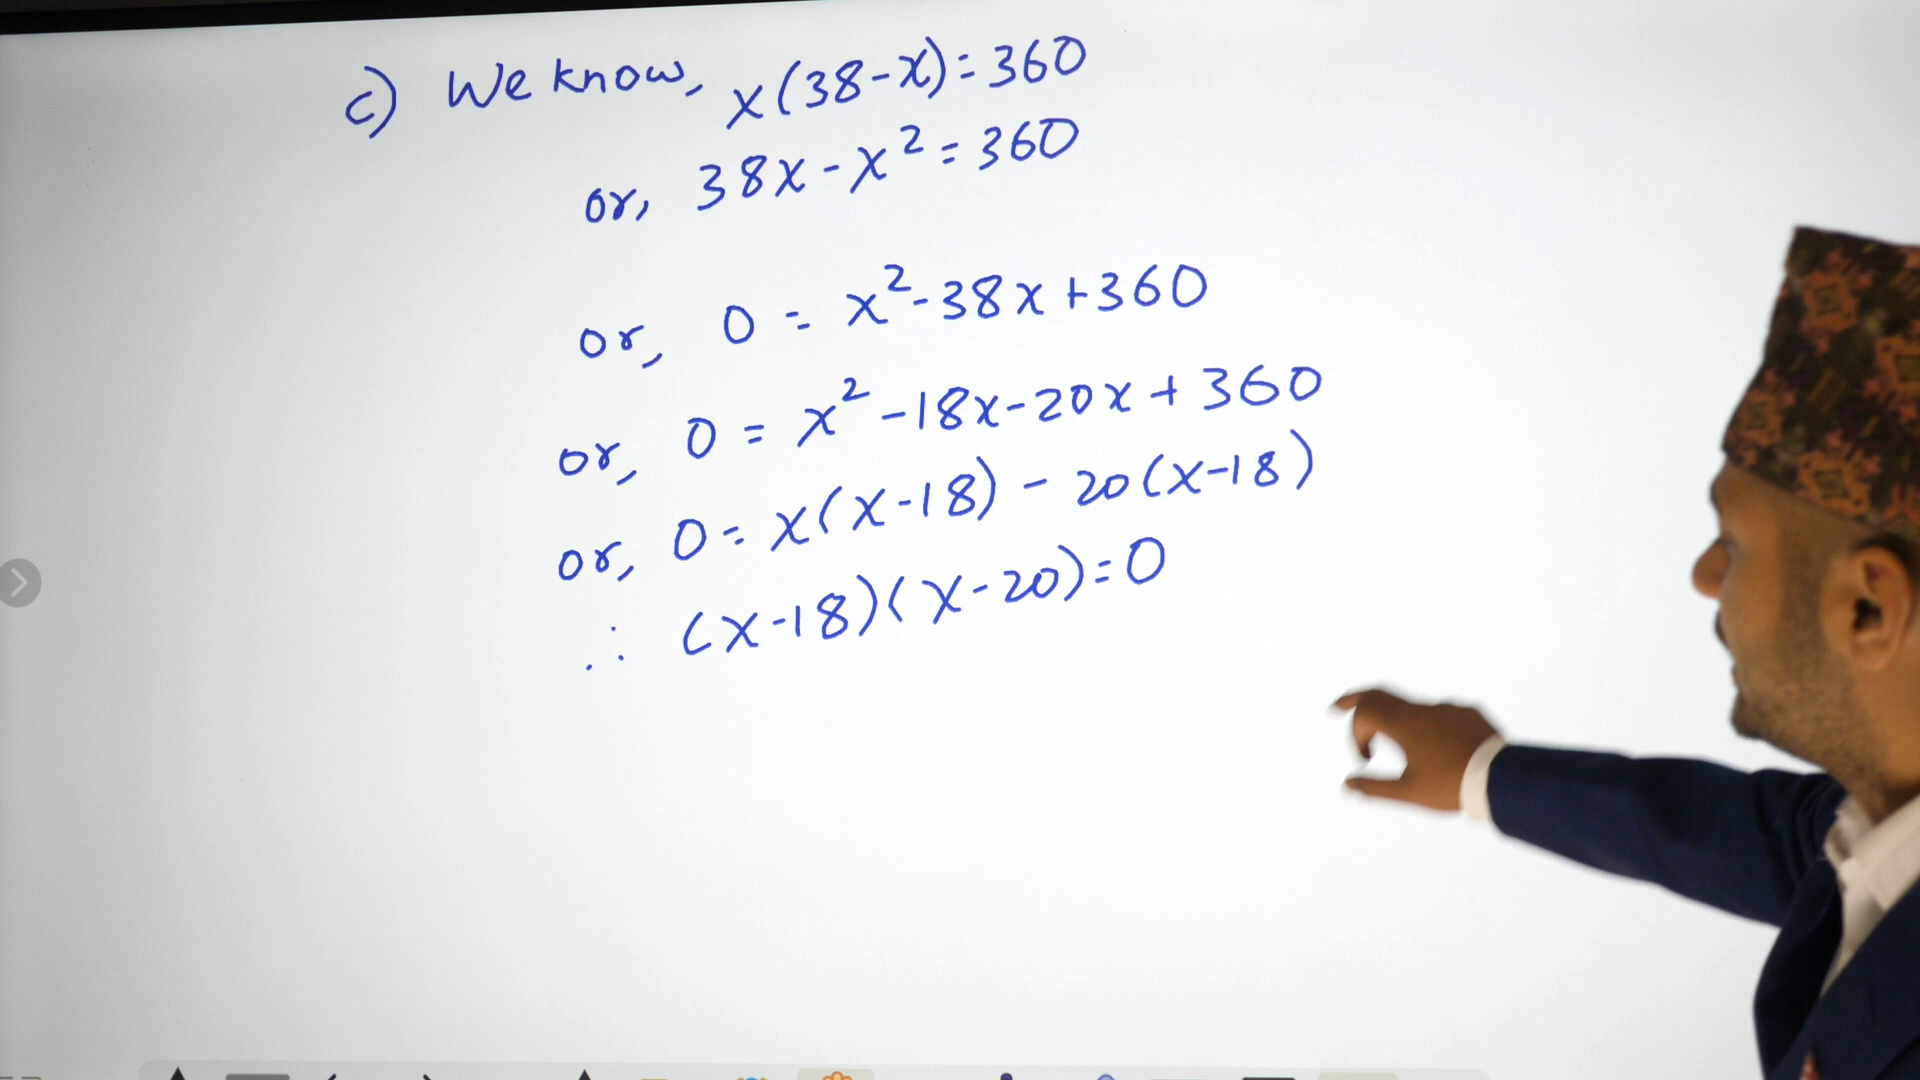 c) We know, x(38-x)=360
or, 38x-x²=360
or, 0 = x²-38x+360
or, 0 = x²-18x-20x+360
or, 0 = x(x-18) - 20(x-18)
∴ (x-18)(x-20)=0